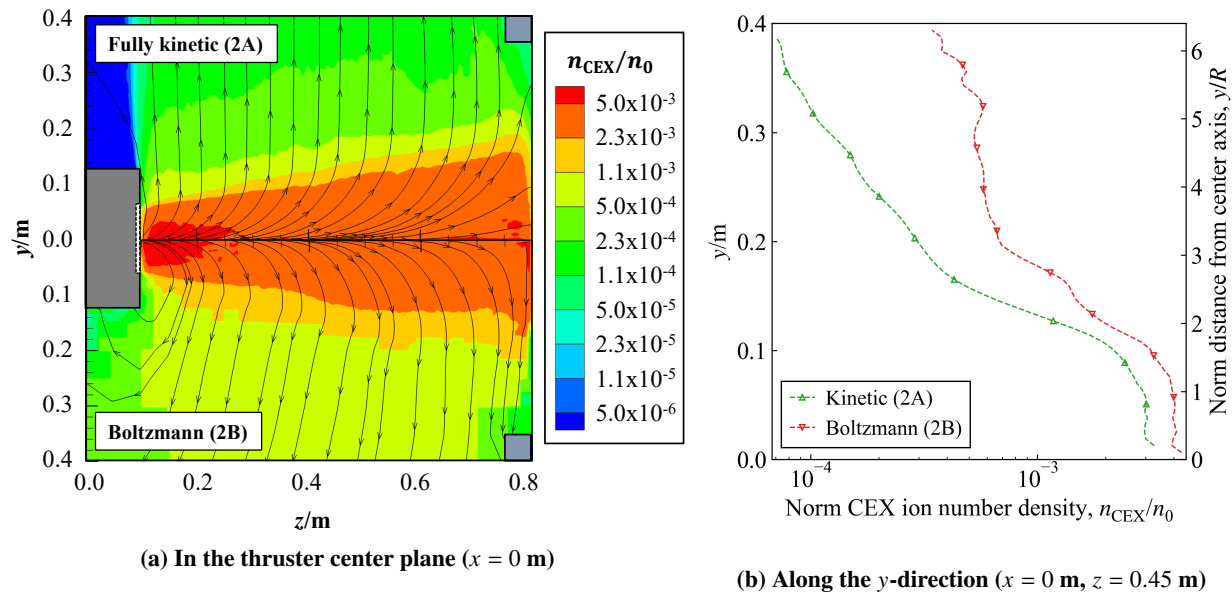 0.4
0.3
0.2
0.1
0.0
0.1
0.2
0.3
0.4
y/m
Fully kinetic (2A)
Boltzmann (2B)
0.0
0.2
0.4
0.6
0.8
z/m
n_CEX/n_0
5.0x10⁻³
2.3x10⁻³
1.1x10⁻³
5.0x10⁻⁴
2.3x10⁻⁴
1.1x10⁻⁴
5.0x10⁻⁵
2.3x10⁻⁵
1.1x10⁻⁵
5.0x10⁻⁶
(a) In the thruster center plane (x = 0 m)
0.4
0.3
0.2
0.1
0.0
y/m
Kinetic (2A)
Boltzmann (2B)
10⁻⁴
10⁻³
Norm CEX ion number density, n_CEX/n_0
6
5
4
3
2
1
0
Norm distance from center axis, y/R
(b) Along the y-direction (x = 0 m, z = 0.45 m)